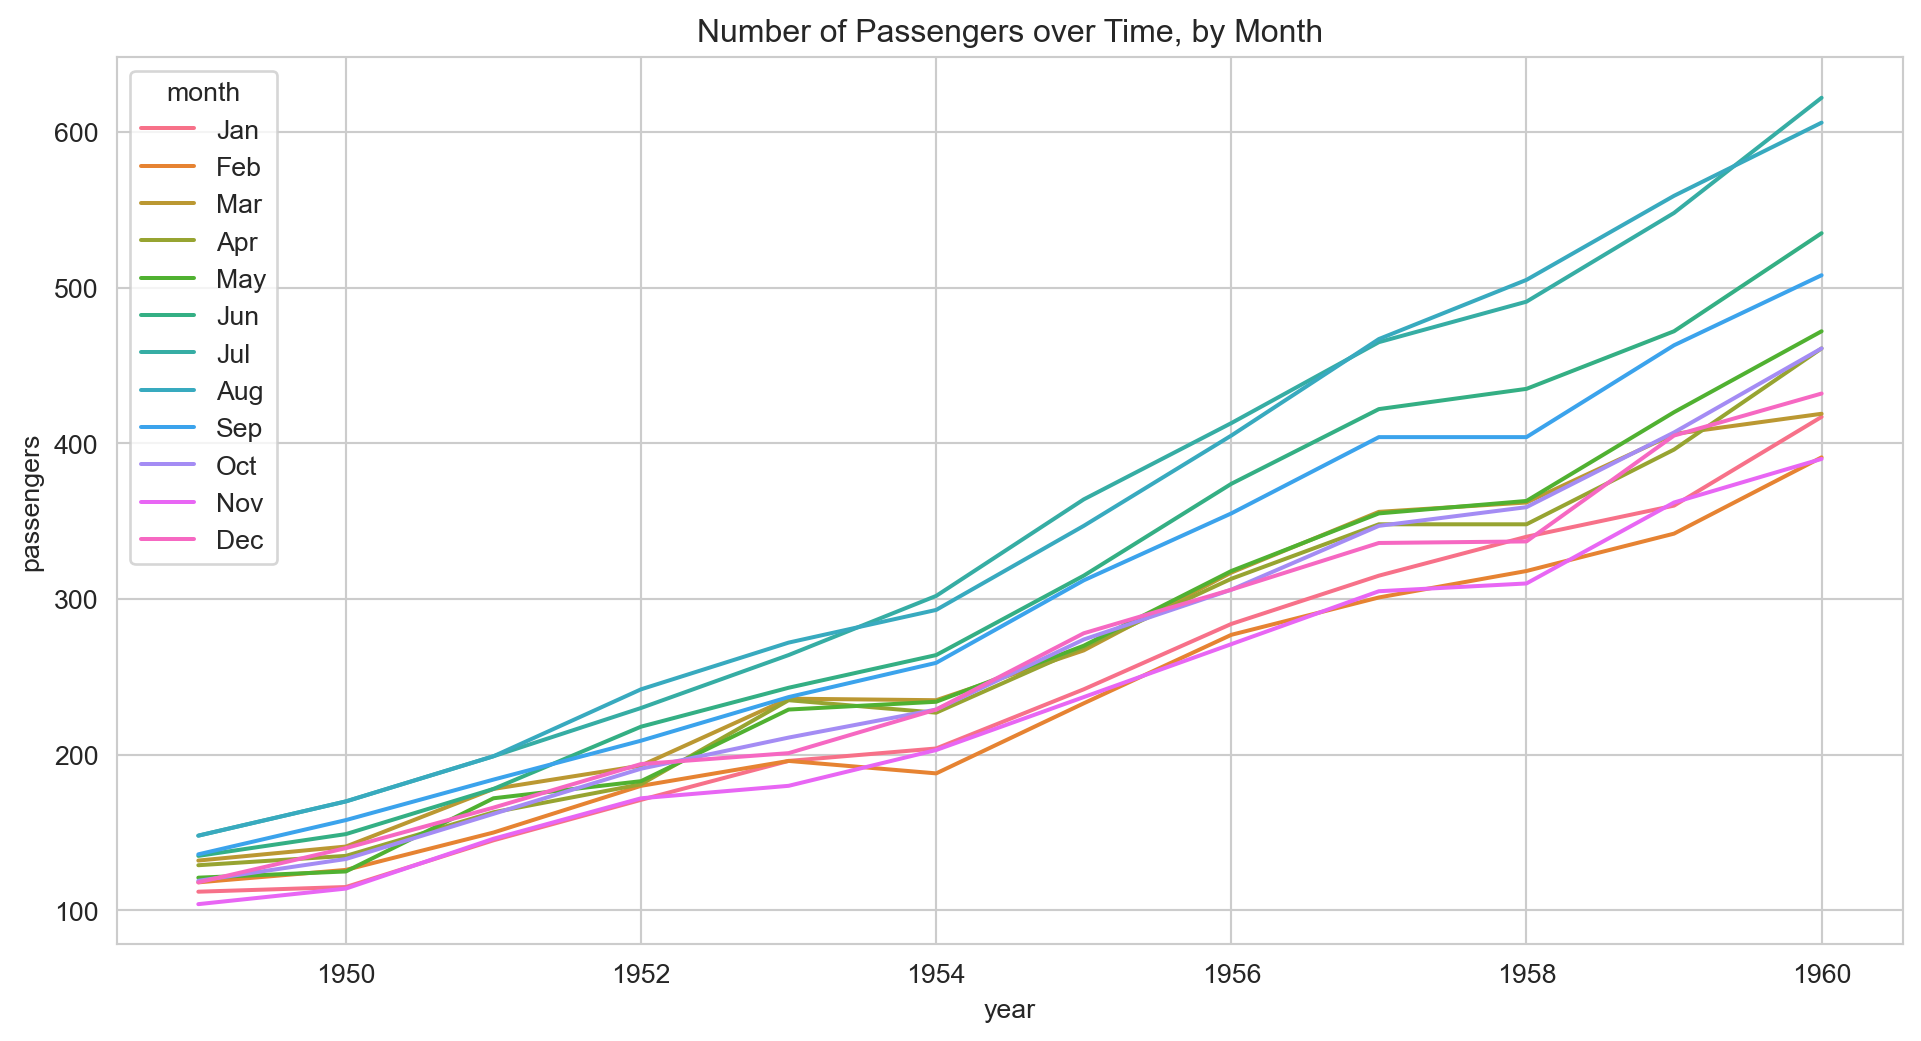 Number of Passengers over Time, by Month
month
Jan
Feb
Mar
Apr
May
Jun
Jul
Aug
Sep
Oct
Nov
Dec
passengers
600
500
400
300
200
100
1950 1952 1954 1956 1958 1960
year